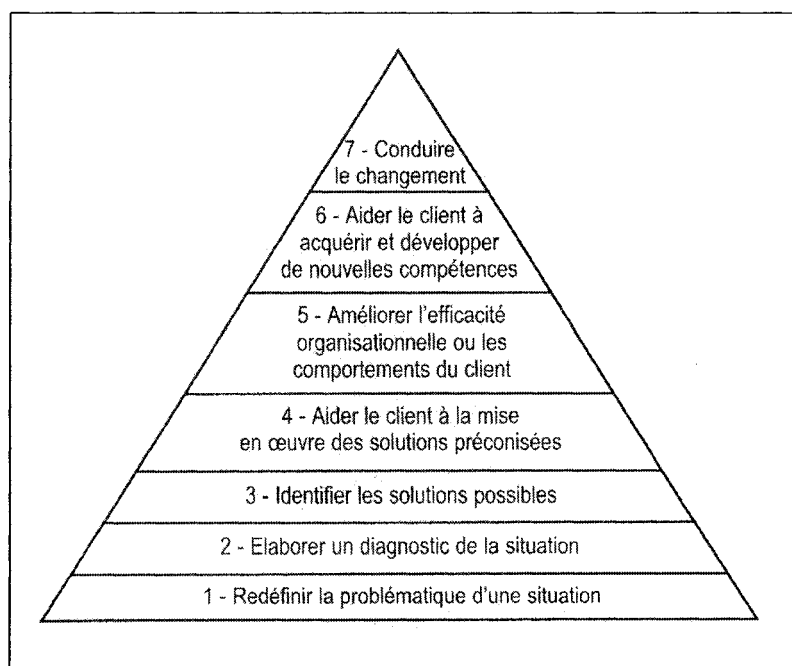 7 - Conduire
le changement
6 - Aider le client à
acquérir et développer
de nouvelles compétences
5 - Améliorer l'efficacité
organisationnelle ou les
comportements du client
4 - Aider le client à la mise
en œuvre des solutions préconisées
3 - Identifier les solutions possibles
2 - Elaborer un diagnostic de la situation
1 - Redéfinir la problématique d'une situation